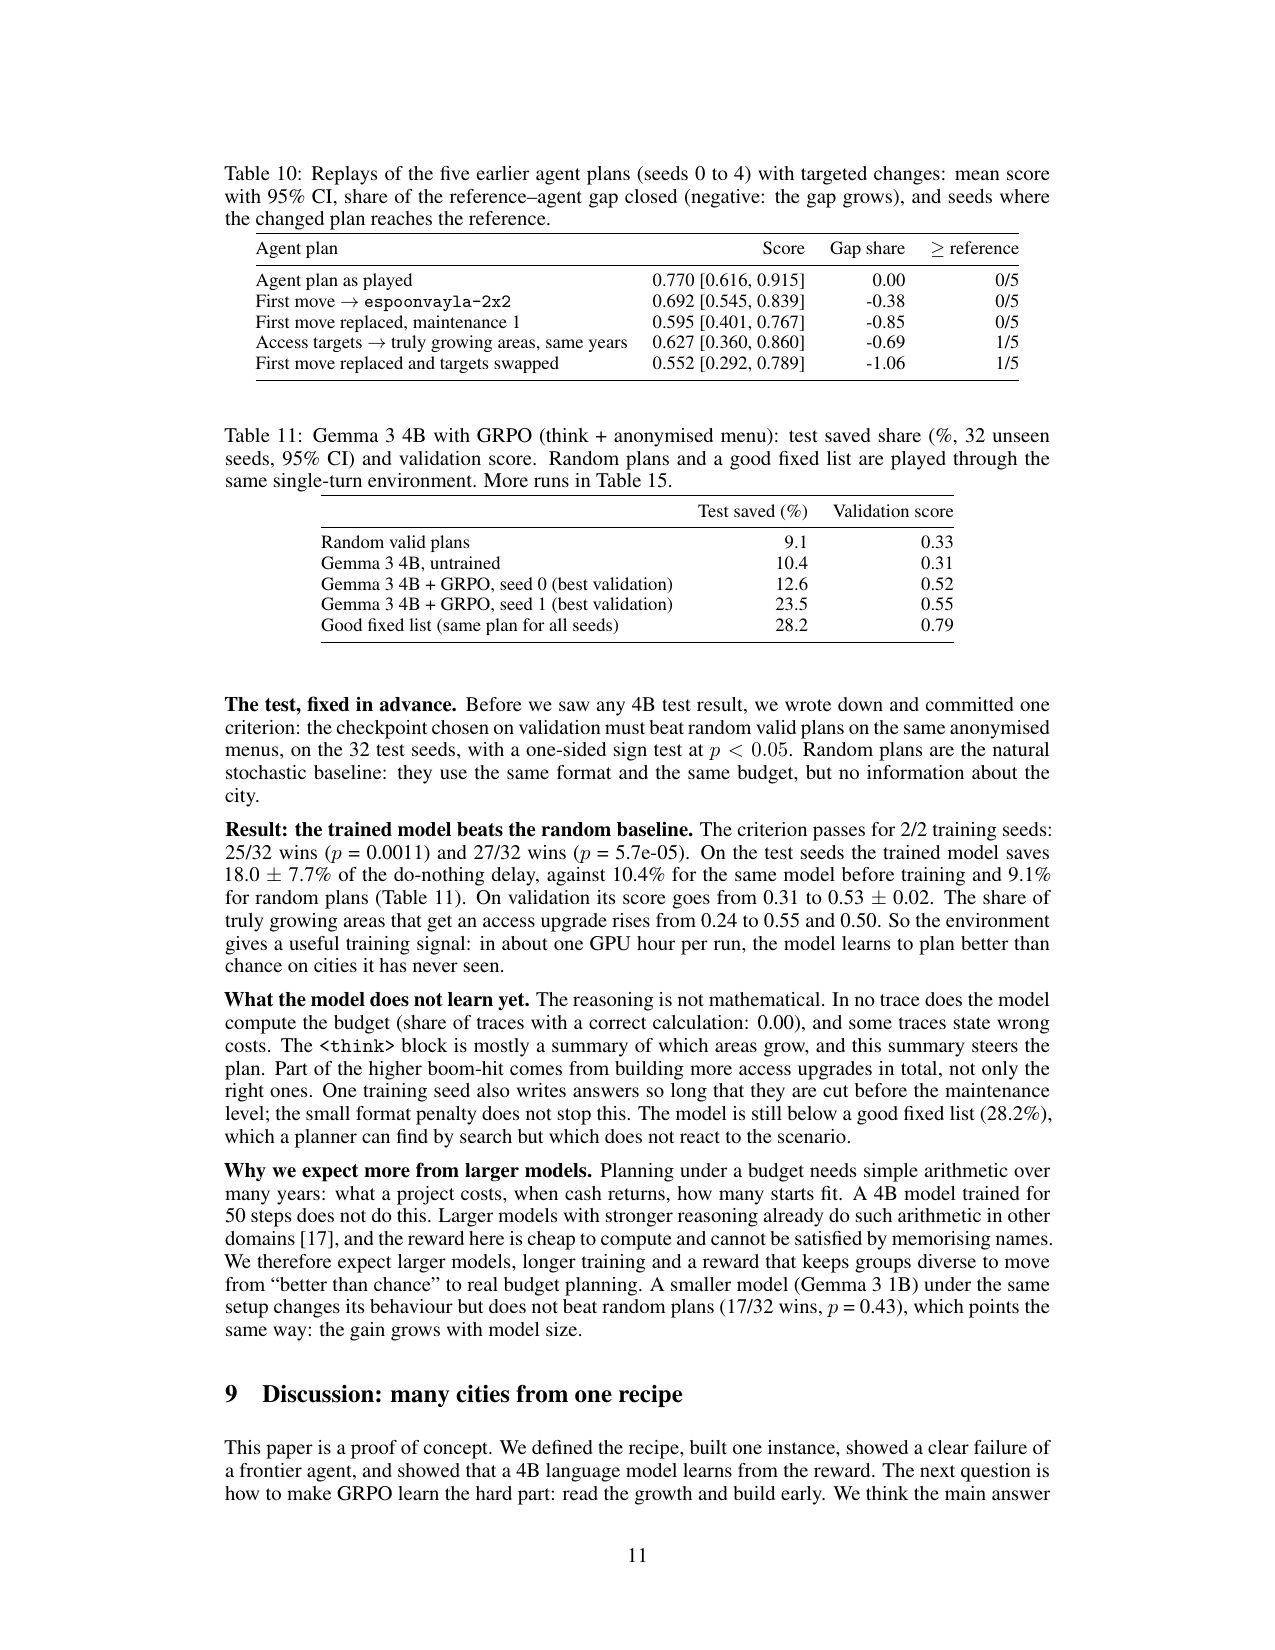 Table 10: Replays of the five earlier agent plans (seeds 0 to 4) with targeted changes: mean score
with 95% CI, share of the reference–agent gap closed (negative: the gap grows), and seeds where
the changed plan reaches the reference.
Agent plan Score Gap share ≥ reference
Agent plan as played 0.770 [0.616, 0.915] 0.00 0/5
First move → espoonvayla-2x2 0.692 [0.545, 0.839] -0.38 0/5
First move replaced, maintenance 1 0.595 [0.401, 0.767] -0.85 0/5
Access targets → truly growing areas, same years 0.627 [0.360, 0.860] -0.69 1/5
First move replaced and targets swapped 0.552 [0.292, 0.789] -1.06 1/5
Table 11: Gemma 3 4B with GRPO (think + anonymised menu): test saved share (%, 32 unseen
seeds, 95% CI) and validation score. Random plans and a good fixed list are played through the
same single-turn environment. More runs in Table 15.
Test saved (%) Validation score
Random valid plans 9.1 0.33
Gemma 3 4B, untrained 10.4 0.31
Gemma 3 4B + GRPO, seed 0 (best validation) 12.6 0.52
Gemma 3 4B + GRPO, seed 1 (best validation) 23.5 0.55
Good fixed list (same plan for all seeds) 28.2 0.79
The test, fixed in advance. Before we saw any 4B test result, we wrote down and committed one
criterion: the checkpoint chosen on validation must beat random valid plans on the same anonymised
menus, on the 32 test seeds, with a one-sided sign test at p < 0.05. Random plans are the natural
stochastic baseline: they use the same format and the same budget, but no information about the
city.
Result: the trained model beats the random baseline. The criterion passes for 2/2 training seeds:
25/32 wins (p = 0.0011) and 27/32 wins (p = 5.7e-05). On the test seeds the trained model saves
18.0 ± 7.7% of the do-nothing delay, against 10.4% for the same model before training and 9.1%
for random plans (Table 11). On validation its score goes from 0.31 to 0.53 ± 0.02. The share of
truly growing areas that get an access upgrade rises from 0.24 to 0.55 and 0.50. So the environment
gives a useful training signal: in about one GPU hour per run, the model learns to plan better than
chance on cities it has never seen.
What the model does not learn yet. The reasoning is not mathematical. In no trace does the model
compute the budget (share of traces with a correct calculation: 0.00), and some traces state wrong
costs. The <think> block is mostly a summary of which areas grow, and this summary steers the
plan. Part of the higher boom-hit comes from building more access upgrades in total, not only the
right ones. One training seed also writes answers so long that they are cut before the maintenance
level; the small format penalty does not stop this. The model is still below a good fixed list (28.2%),
which a planner can find by search but which does not react to the scenario.
Why we expect more from larger models. Planning under a budget needs simple arithmetic over
many years: what a project costs, when cash returns, how many starts fit. A 4B model trained for
50 steps does not do this. Larger models with stronger reasoning already do such arithmetic in other
domains [17], and the reward here is cheap to compute and cannot be satisfied by memorising names.
We therefore expect larger models, longer training and a reward that keeps groups diverse to move
from “better than chance” to real budget planning. A smaller model (Gemma 3 1B) under the same
setup changes its behaviour but does not beat random plans (17/32 wins, p = 0.43), which points the
same way: the gain grows with model size.
9 Discussion: many cities from one recipe
This paper is a proof of concept. We defined the recipe, built one instance, showed a clear failure of
a frontier agent, and showed that a 4B language model learns from the reward. The next question is
how to make GRPO learn the hard part: read the growth and build early. We think the main answer
11